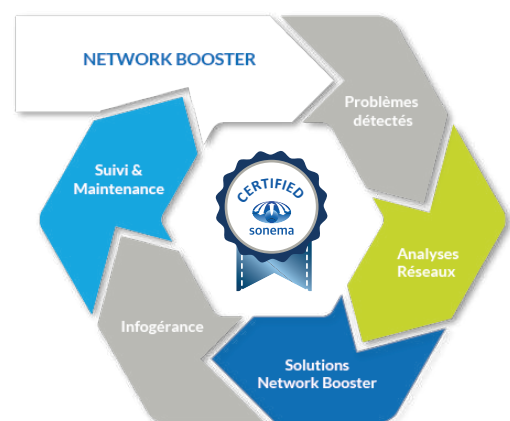 NETWORK BOOSTER
Problèmes
détectés
Analyses
Réseaux
Solutions
Network Booster
Infogérance
Suivi &
Maintenance
CERTIFIED
sonema